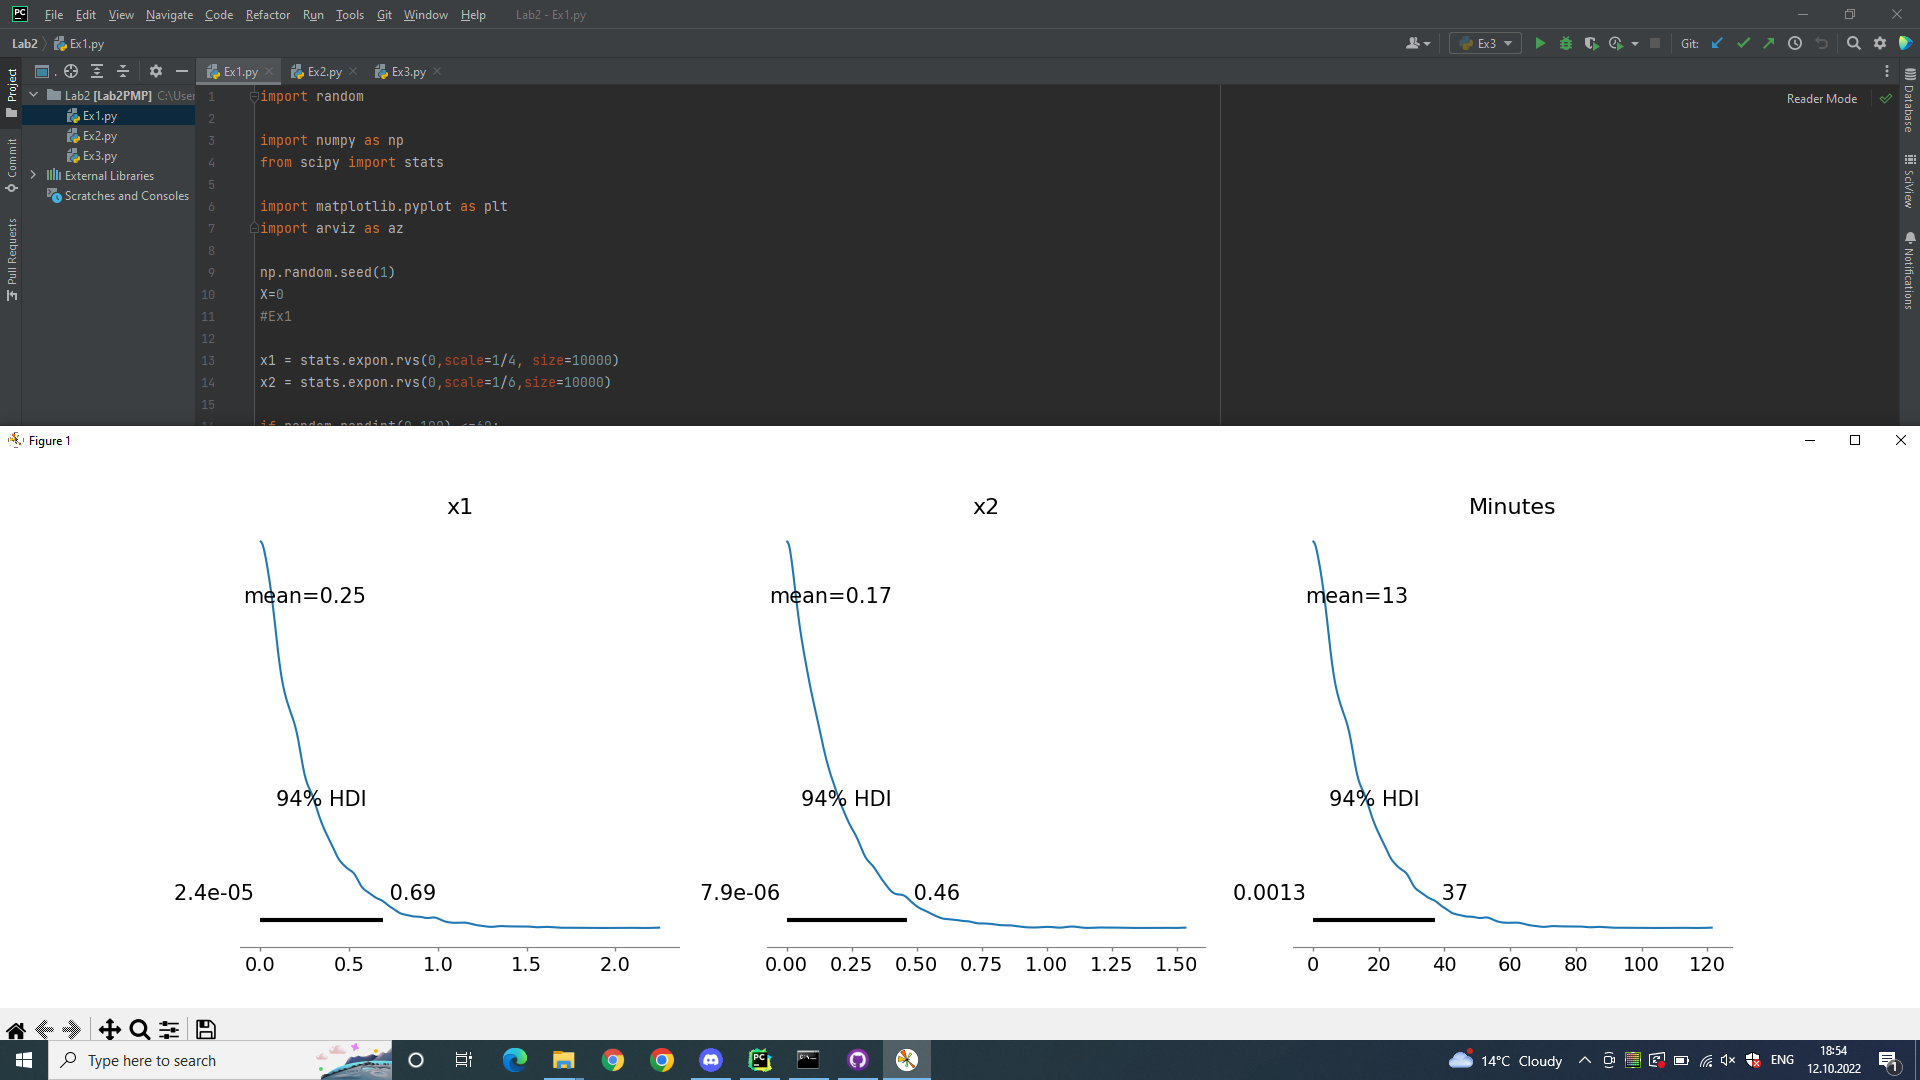 PC File Edit View Navigate Code Refactor Run Tools Git Window Help Lab2 - Ex1.py
Lab2 Ex1.py Ex3 Git:
Ex1.py Ex2.py Ex3.py
Project
Commit
Pull Requests
Lab2 [Lab2PMP] C:\User
Ex1.py
Ex2.py
Ex3.py
External Libraries
Scratches and Consoles
Reader Mode
Database
SciView
Notifications
1 import random
2
3 import numpy as np
4 from scipy import stats
5
6 import matplotlib.pyplot as plt
7 import arviz as az
8
9 np.random.seed(1)
10 X=0
11 #Ex1
12
13 x1 = stats.expon.rvs(0,scale=1/4, size=10000)
14 x2 = stats.expon.rvs(0,scale=1/6,size=10000)
15
Figure 1
x1
mean=0.25
94% HDI
2.4e-05 0.69
0.0 0.5 1.0 1.5 2.0
x2
mean=0.17
94% HDI
7.9e-06 0.46
0.00 0.25 0.50 0.75 1.00 1.25 1.50
Minutes
mean=13
94% HDI
0.0013 37
0 20 40 60 80 100 120
Type here to search
PC
14°C Cloudy
ENG
18:54
12.10.2022
1